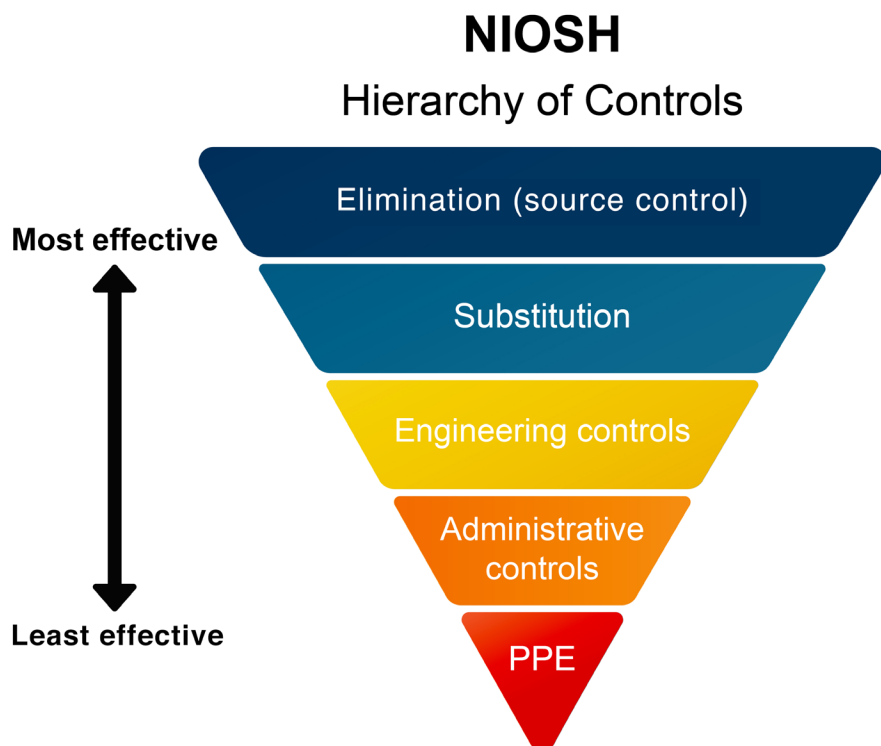 NIOSH
Hierarchy of Controls
Elimination (source control)
Most effective
Substitution
Engineering controls
Administrative
controls
Least effective
PPE